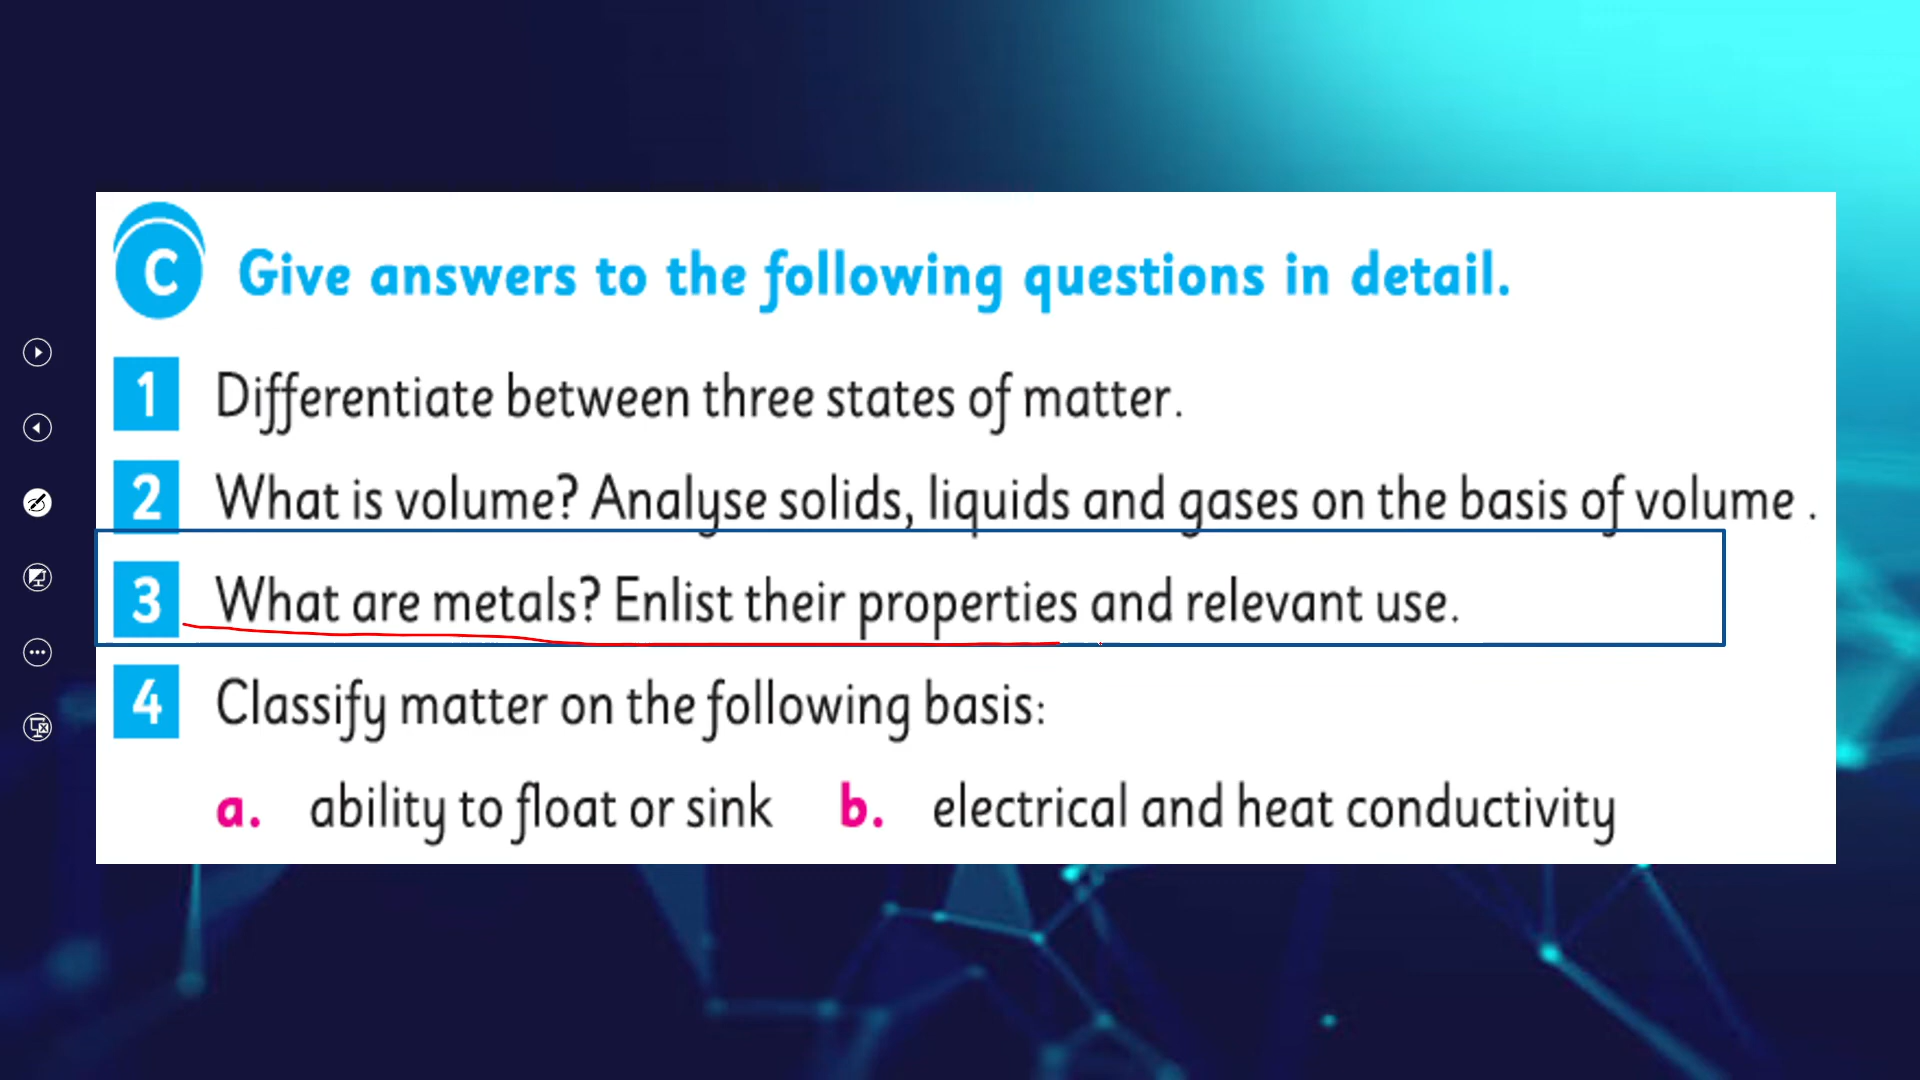 C Give answers to the following questions in detail.
1 Differentiate between three states of matter.
2 What is volume? Analyse solids, liquids and gases on the basis of volume .
3 What are metals? Enlist their properties and relevant use.
4 Classify matter on the following basis:
a. ability to float or sink b. electrical and heat conductivity